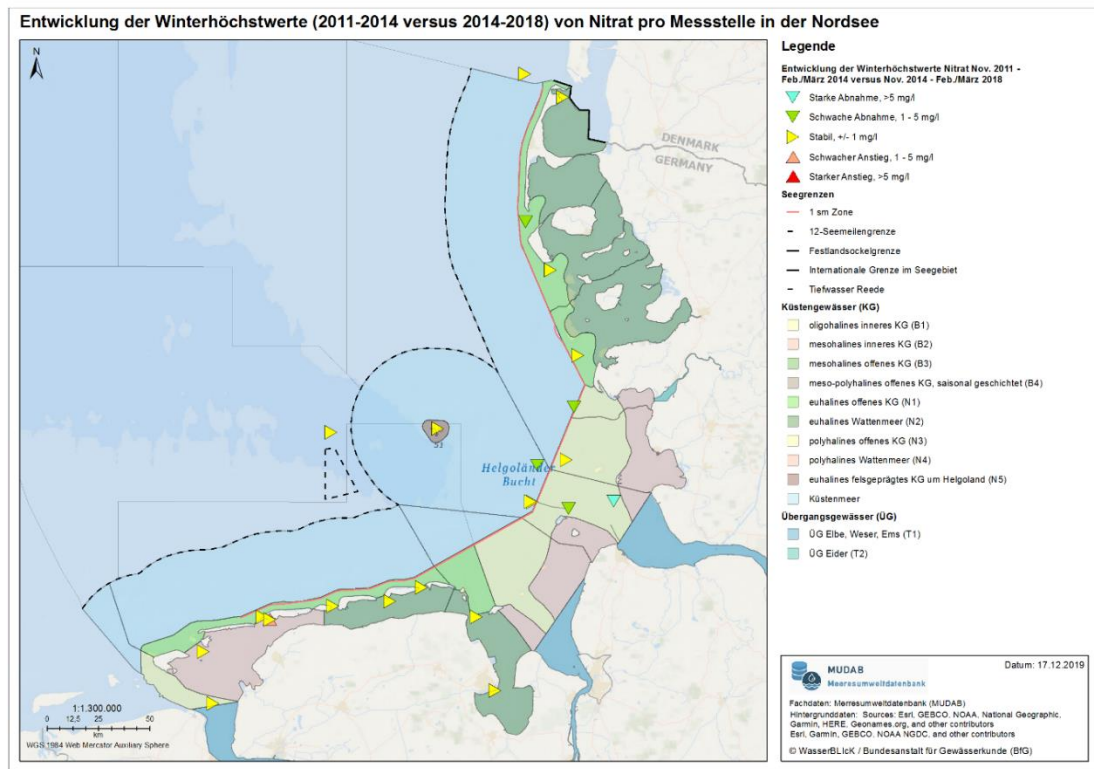 Entwicklung der Winterhöchstwerte (2011-2014 versus 2014-2018) von Nitrat pro Messstelle in der Nordsee
N
DENMARK
GERMANY
Helgoländer
Bucht
1:1.300.000
0 12,5 25 50
km
WGS 1984 Web Mercator Auxiliary Sphere
Legende
Entwicklung der Winterhöchstwerte Nitrat Nov. 2011 -
Feb./März 2014 versus Nov. 2014 - Feb./März 2018
Starke Abnahme, >5 mg/l
Schwache Abnahme, 1 - 5 mg/l
Stabil, +/- 1 mg/l
Schwacher Anstieg, 1 - 5 mg/l
Starker Anstieg, >5 mg/l
Seegrenzen
1 sm Zone
12-Seemeilengrenze
Festlandsockelgrenze
Internationale Grenze im Seegebiet
Tiefwasser Reede
Küstengewässer (KG)
oligohalines inneres KG (B1)
mesohalines inneres KG (B2)
mesohalines offenes KG (B3)
meso-polyhalines offenes KG, saisonal geschichtet (B4)
euhalines offenes KG (N1)
euhalines Wattenmeer (N2)
polyhalines offenes KG (N3)
polyhalines Wattenmeer (N4)
euhalines felsgeprägtes KG um Helgoland (N5)
Küstenmeer
Übergangsgewässer (ÜG)
ÜG Elbe, Weser, Ems (T1)
ÜG Eider (T2)
MUDAB
Meeresumweltdatenbank
Datum: 17.12.2019
Fachdaten: Merresumweltdatenbank (MUDAB)
Hintergrunddaten: Sources: Esri, GEBCO, NOAA, National Geographic,
Garmin, HERE, Geonames.org, and other contributors
Esri, Garmin, GEBCO, NOAA NGDC, and other contributors
© WasserBLIcK / Bundesanstalt für Gewässerkunde (BfG)